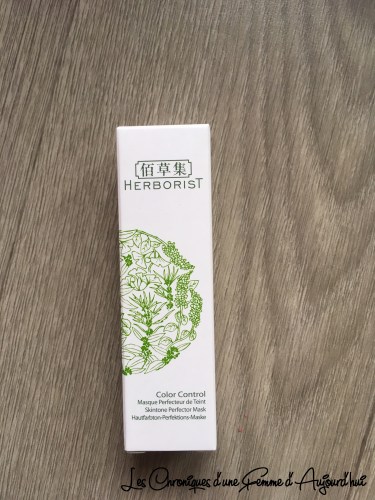 佰草集
HERBORIST
Color Control
Masque Perfecteur de Teint
Skintone Perfector Mask
Hautfarbton-Perfektions-Maske
Les Chroniques d'une Femme d'Aujourd'hui